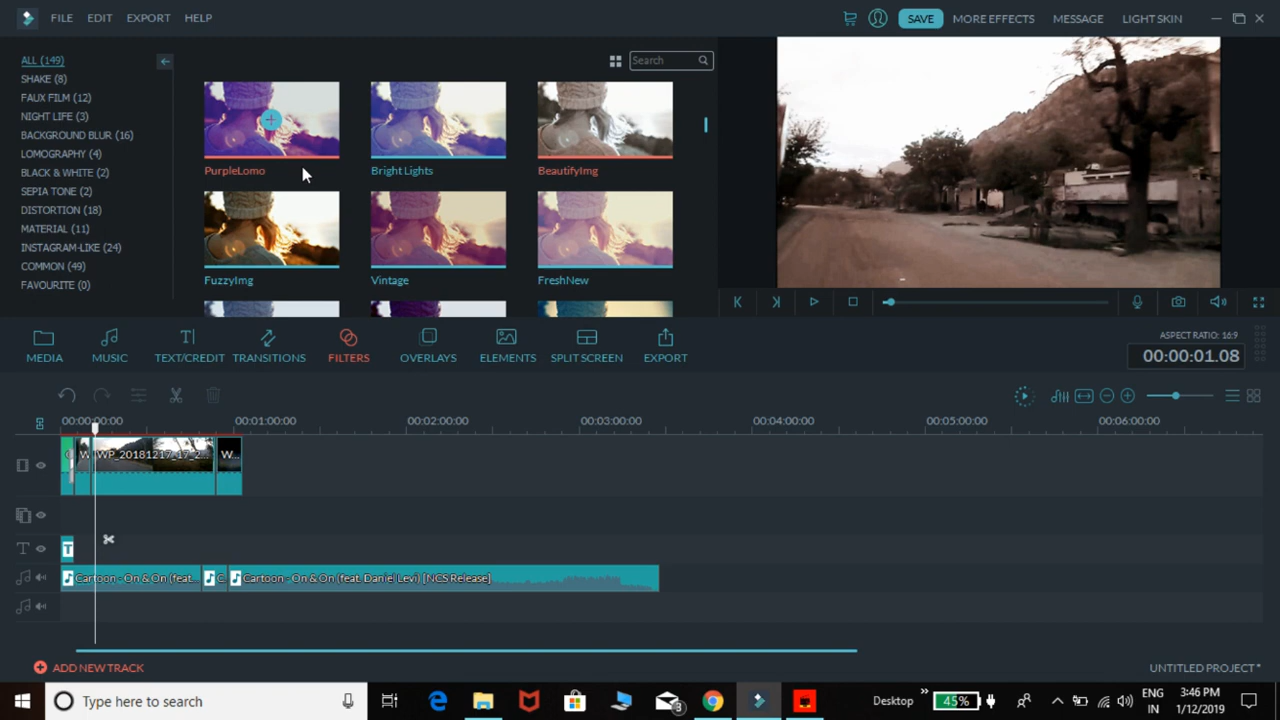 FILE EDIT EXPORT HELP
SAVE MORE EFFECTS MESSAGE LIGHT SKIN
ALL (149)
SHAKE (8)
FAUX FILM (12)
NIGHT LIFE (3)
BACKGROUND BLUR (16)
LOMOGRAPHY (4)
BLACK & WHITE (2)
SEPIA TONE (2)
DISTORTION (18)
MATERIAL (11)
INSTAGRAM-LIKE (24)
COMMON (49)
FAVOURITE (0)
Search
PurpleLomo Bright Lights BeautifyImg
FuzzyImg Vintage FreshNew
MEDIA MUSIC TEXT/CREDIT TRANSITIONS FILTERS OVERLAYS ELEMENTS SPLIT SCREEN EXPORT
ASPECT RATIO: 16:9
00:00:01.08
00:00:00:00 00:01:00:00 00:02:00:00 00:03:00:00 00:04:00:00 00:05:00:00 00:06:00:00
W WP_20181217_17_2... W...
T
T
Cartoon - On & On (feat... C Cartoon - On & On (feat. Daniel Levi) [NCS Release]
ADD NEW TRACK
UNTITLED PROJECT*
Type here to search
3
Desktop
45%
ENG
IN
3:46 PM
1/12/2019